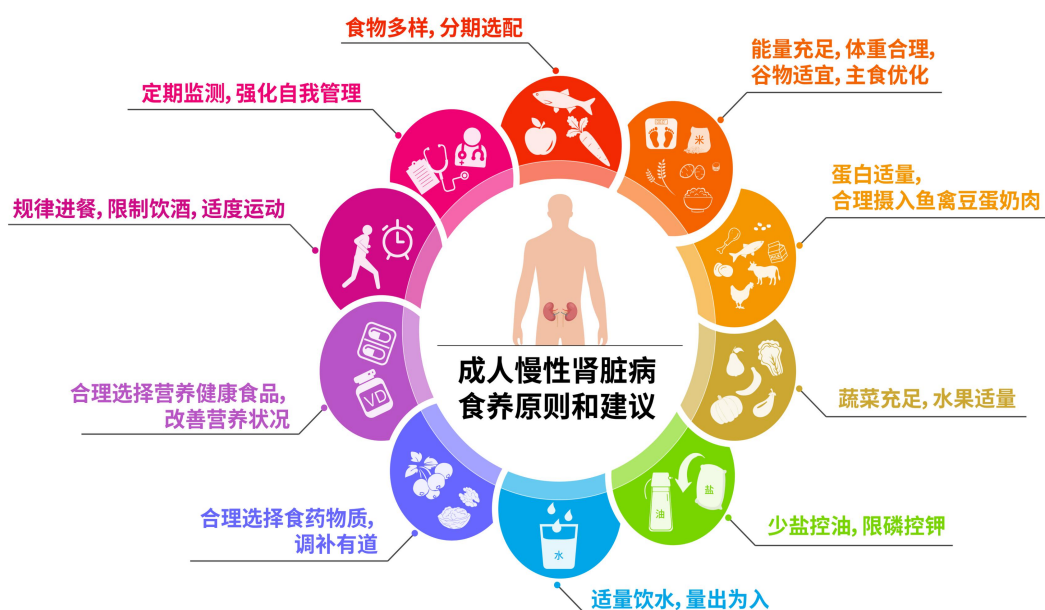 食物多样, 分期选配
能量充足, 体重合理,
谷物适宜, 主食优化
米
蛋白适量,
合理摄入鱼禽豆蛋奶肉
蔬菜充足, 水果适量
盐
油
少盐控油, 限磷控钾
水
适量饮水, 量出为入
合理选择食药物质,
调补有道
合理选择营养健康食品,
改善营养状况
VD
规律进餐, 限制饮酒, 适度运动
定期监测, 强化自我管理
成人慢性肾脏病
食养原则和建议